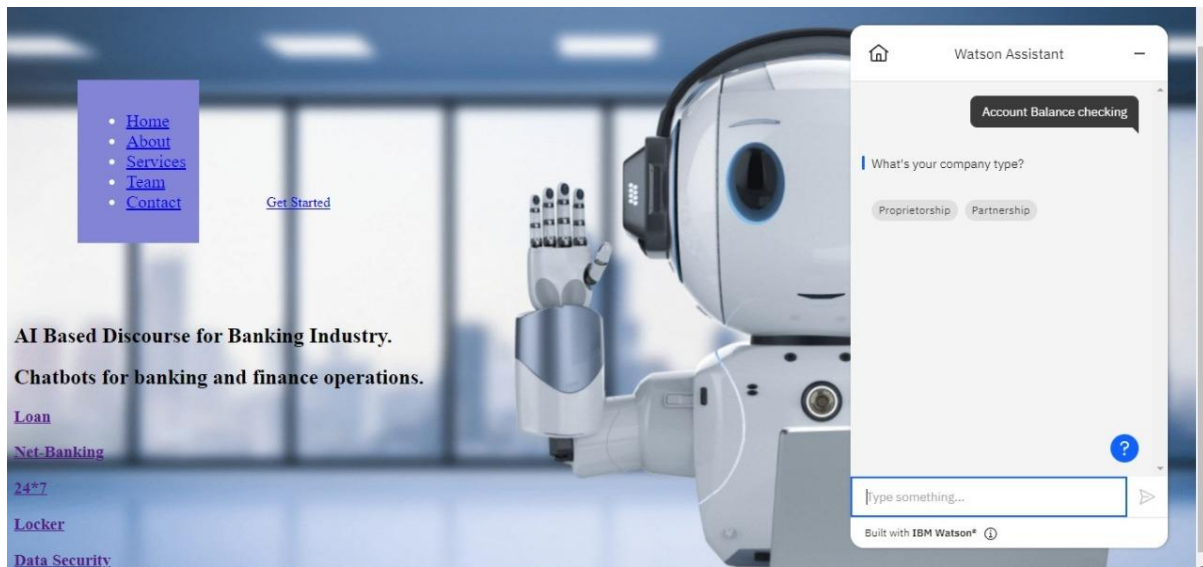 Home
About
Services
Team
Contact
Get Started
AI Based Discourse for Banking Industry.
Chatbots for banking and finance operations.
Loan
Net-Banking
24*7
Locker
Data Security
Watson Assistant
Account Balance checking
What's your company type?
Proprietorship Partnership
?
Type something...
Built with IBM Watson®